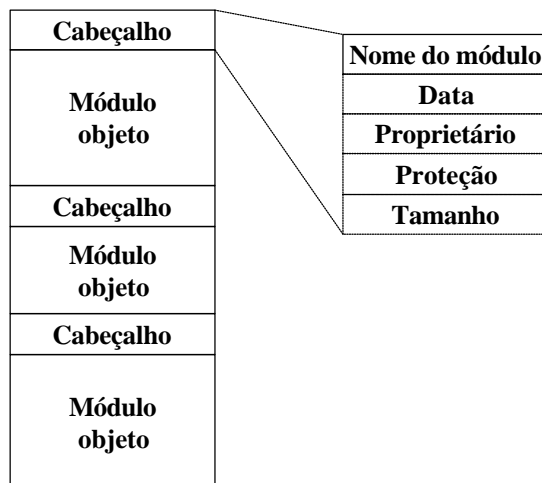 Cabeçalho
Módulo
objeto
Cabeçalho
Módulo
objeto
Cabeçalho
Módulo
objeto
Nome do módulo
Data
Proprietário
Proteção
Tamanho